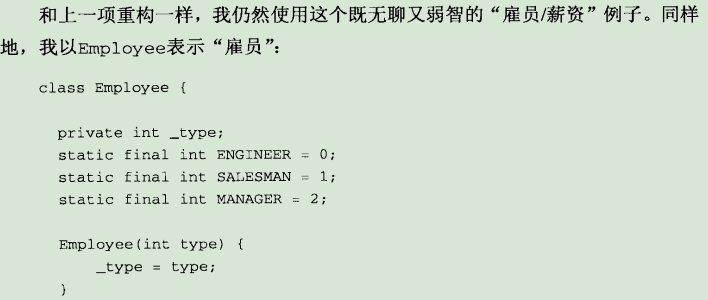 和上一项重构一样，我仍然使用这个既无聊又弱智的“雇员/薪资”例子。同样
地，我以Employee表示“雇员”：
class Employee {
private int _type;
static final int ENGINEER = 0;
static final int SALESMAN = 1;
static final int MANAGER = 2;
Employee(int type) {
_type = type;
}